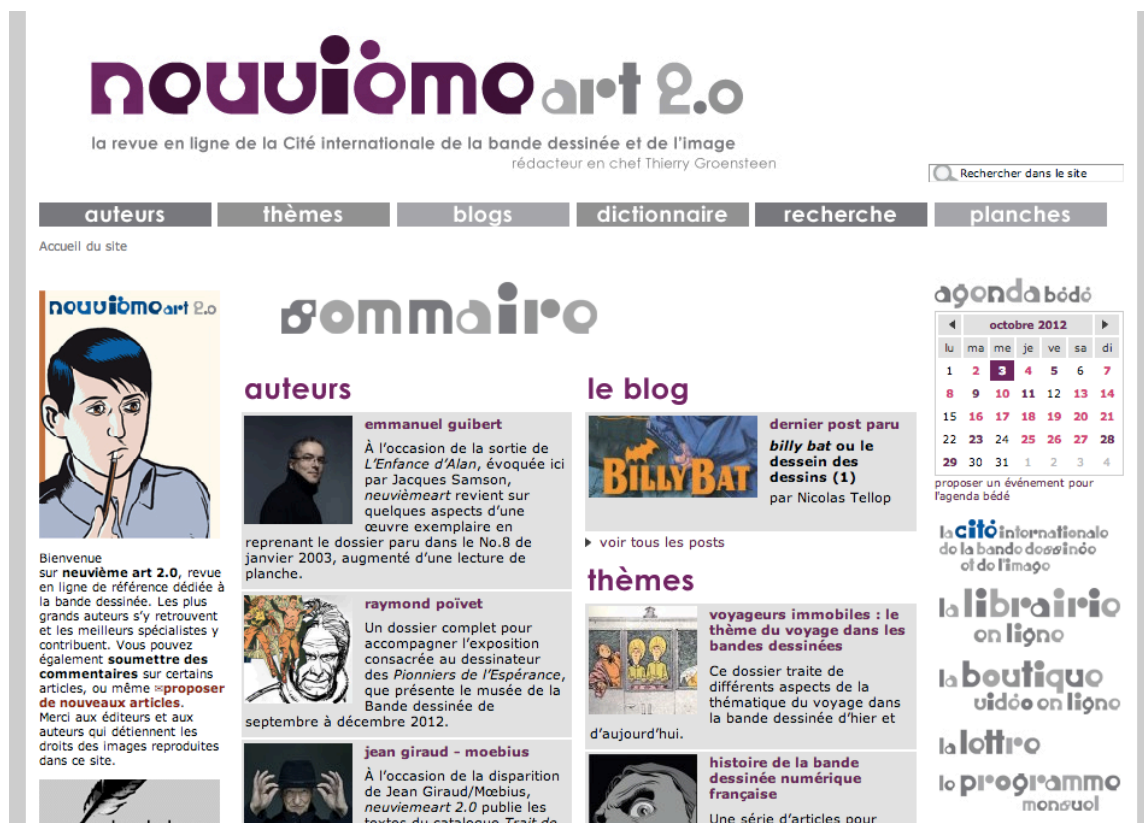 neuvième art 2.0
la revue en ligne de la Cité internationale de la bande dessinée et de l'image
rédacteur en chef Thierry Groensteen
Rechercher dans le site
auteurs thèmes blogs dictionnaire recherche planches
Accueil du site
neuvième art 2.0
Bienvenue
sur neuvième art 2.0, revue
en ligne de référence dédiée à
la bande dessinée. Les plus
grands auteurs s'y retrouvent
et les meilleurs spécialistes y
contribuent. Vous pouvez
également soumettre des
commentaires sur certains
articles, ou même proposer
de nouveaux articles.
Merci aux éditeurs et aux
auteurs qui détiennent les
droits des images reproduites
dans ce site.
sommaire
auteurs
emmanuel guibert
À l'occasion de la sortie de
L'Enfance d'Alan, évoquée ici
par Jacques Samson,
neuvièmeart revient sur
quelques aspects d'une
œuvre exemplaire en
reprenant le dossier paru dans le No.8 de
janvier 2003, augmenté d'une lecture de
planche.
raymond poïvet
Un dossier complet pour
accompagner l'exposition
consacrée au dessinateur
des Pionniers de l'Espérance,
que présente le musée de la
Bande dessinée de
septembre à décembre 2012.
jean giraud - moebius
À l'occasion de la disparition
de Jean Giraud/Mœbius,
neuviemeart 2.0 publie les
textes du catalogue Trait de
le blog
BILLY BAT
dernier post paru
billy bat ou le
dessein des
dessins (1)
par Nicolas Tellop
voir tous les posts
thèmes
voyageurs immobiles : le
thème du voyage dans les
bandes dessinées
Ce dossier traite de
différents aspects de la
thématique du voyage dans
la bande dessinée d'hier et
d'aujourd'hui.
histoire de la bande
dessinée numérique
française
Une série d'articles pour
agenda bédé
octobre 2012
lu ma me je ve sa di
1 2 3 4 5 6 7
8 9 10 11 12 13 14
15 16 17 18 19 20 21
22 23 24 25 26 27 28
29 30 31 1 2 3 4
proposer un événement pour
l'agenda bédé
la cité internationale
de la bande dessinée
et de l'image
la librairie
en ligne
la boutique
vidéo en ligne
la lettre
le programme
mensuel